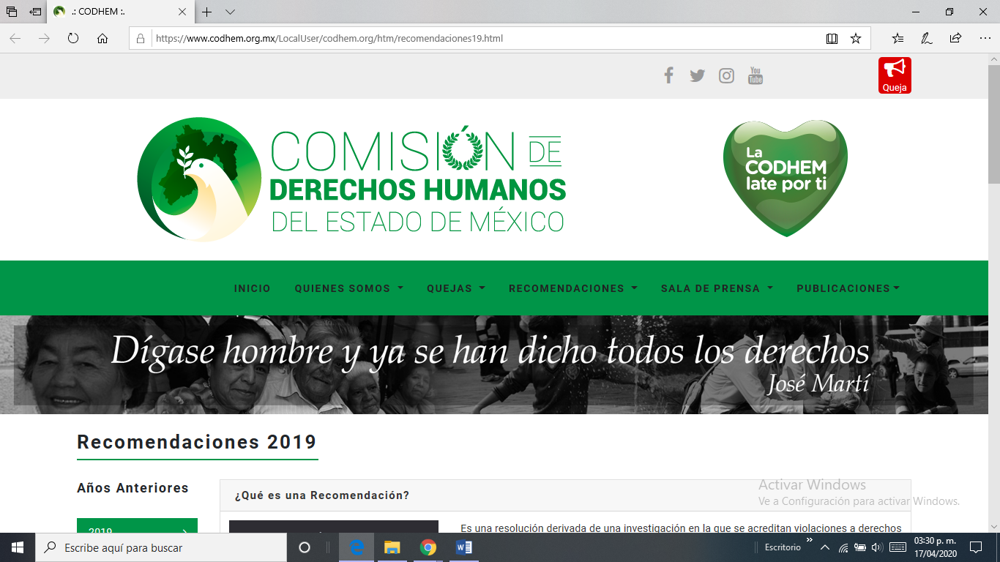 .: CODHEM :.
https://www.codhem.org.mx/LocalUser/codhem.org/htm/recomendaciones19.html
You
Tube
Queja
COMISIÓN DE
DERECHOS HUMANOS
DEL ESTADO DE MÉXICO
La
CODHEM
late por ti
INICIO QUIENES SOMOS QUEJAS RECOMENDACIONES SALA DE PRENSA PUBLICACIONES
Dígase hombre y ya se han dicho todos los derechos
José Martí
Recomendaciones 2019
Años Anteriores
2019
¿Qué es una Recomendación?
Es una resolución derivada de una investigación en la que se acreditan violaciones a derechos
Activar Windows
Ve a Configuración para activar Windows.
Escribe aquí para buscar
Escritorio
03:30 p. m.
17/04/2020